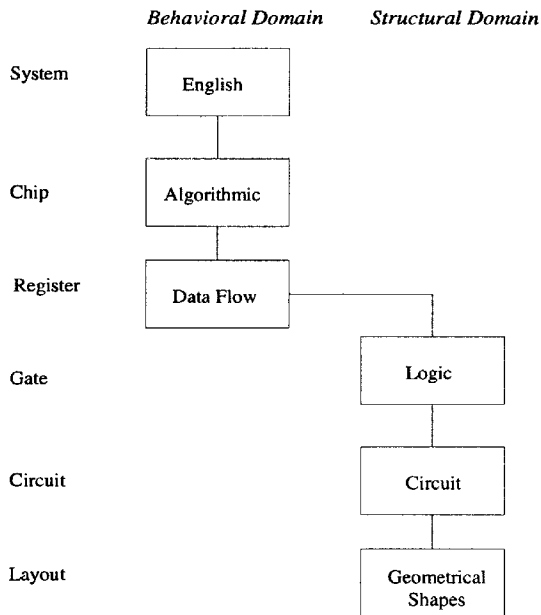 Behavioral Domain Structural Domain
System
English
Chip
Algorithmic
Register
Data Flow
Gate
Logic
Circuit
Circuit
Layout
Geometrical
Shapes